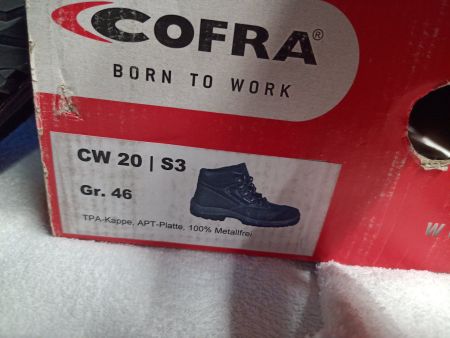 COFRA®
BORN TO WORK
CW 20 | S3
Gr. 46
TPA-Kappe, APT-Platte, 100% Metallfrei
W